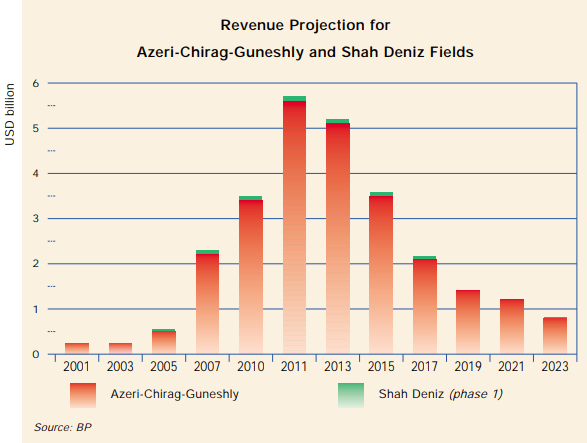 Revenue Projection for
Azeri-Chirag-Guneshly and Shah Deniz Fields
USD billion
6
5
4
3
2
1
0
2001 2003 2005 2007 2010 2011 2013 2015 2017 2019 2021 2023
Azeri-Chirag-Guneshly Shah Deniz (phase 1)
Source: BP